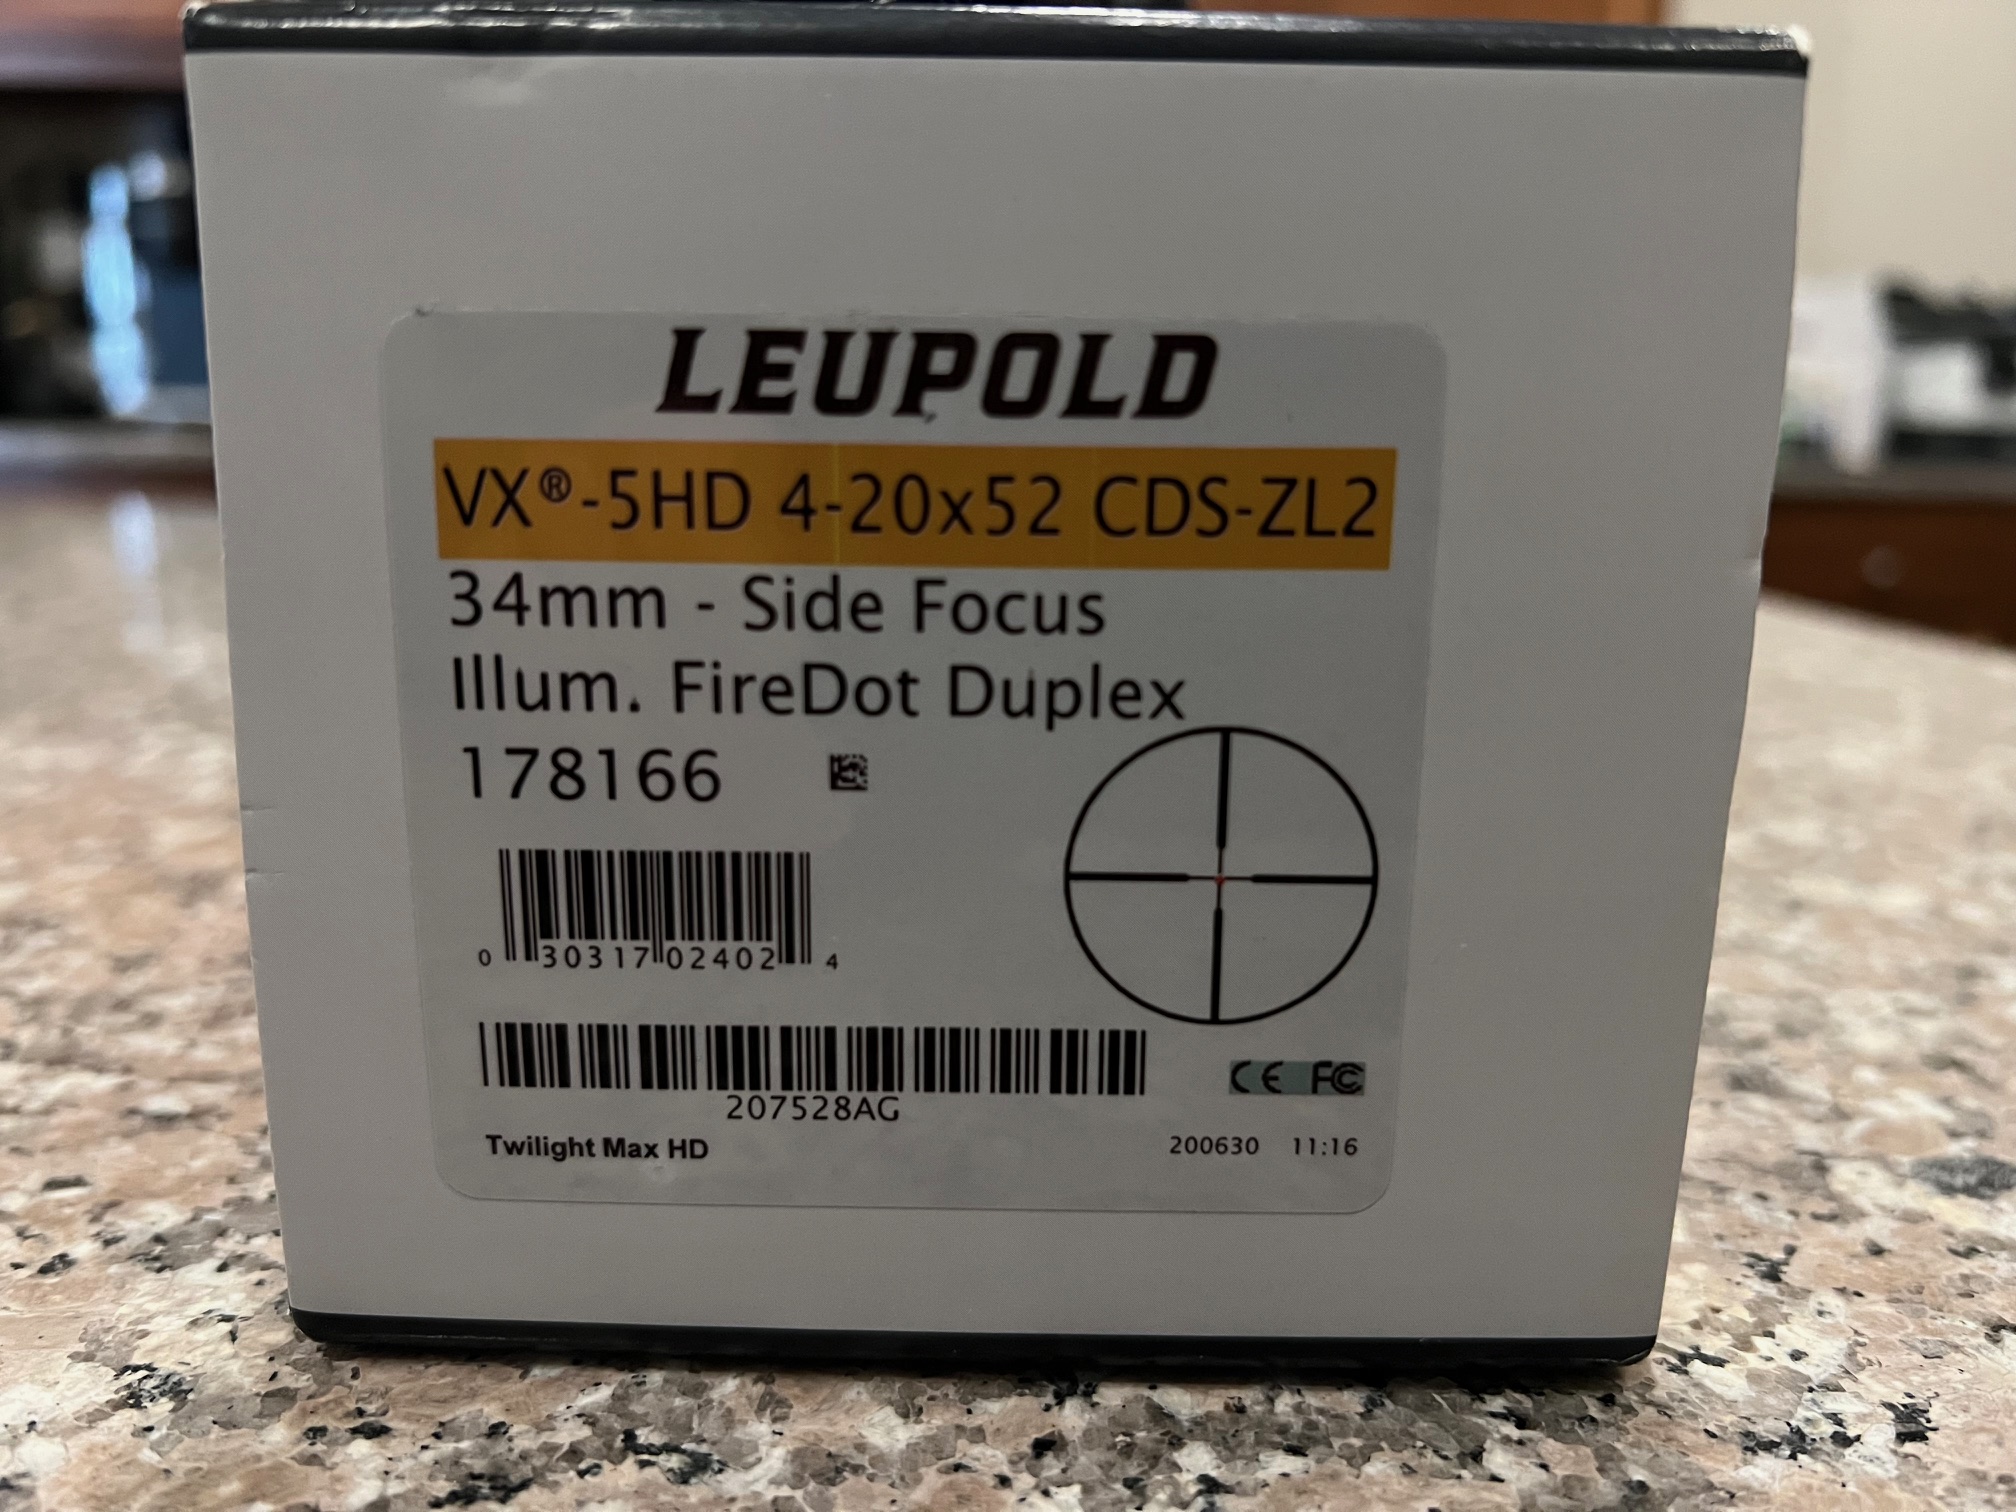 LEUPOLD
VX®-5HD 4-20x52 CDS-ZL2
34mm - Side Focus
Illum. FireDot Duplex
178166
0 30317 02402 4
207528AG
CE FC
Twilight Max HD 200630 11:16